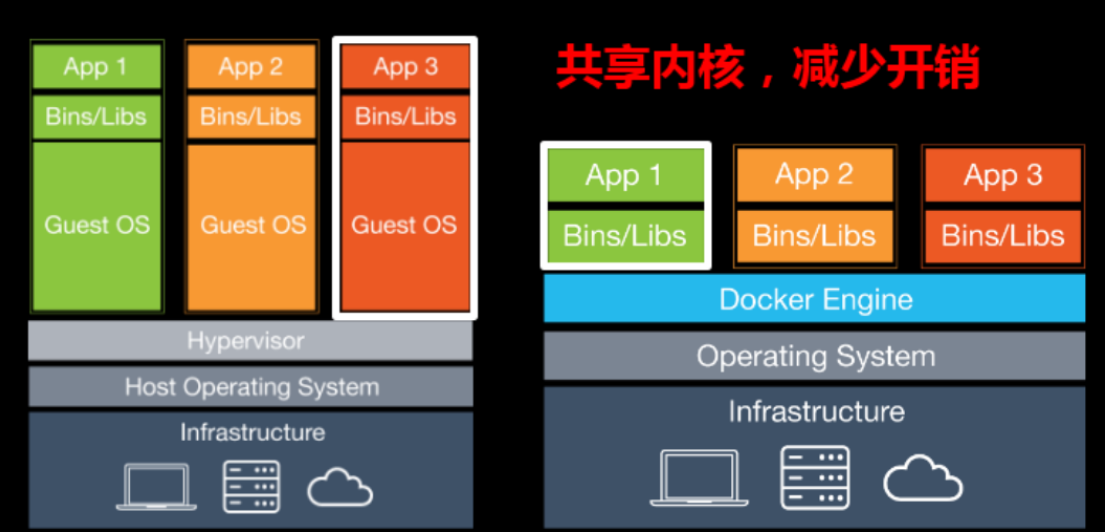 App 1
App 2
App 3
Bins/Libs
Bins/Libs
Bins/Libs
Guest OS
Guest OS
Guest OS
Hypervisor
Host Operating System
Infrastructure
共享内核，减少开销
App 1
App 2
App 3
Bins/Libs
Bins/Libs
Bins/Libs
Docker Engine
Operating System
Infrastructure